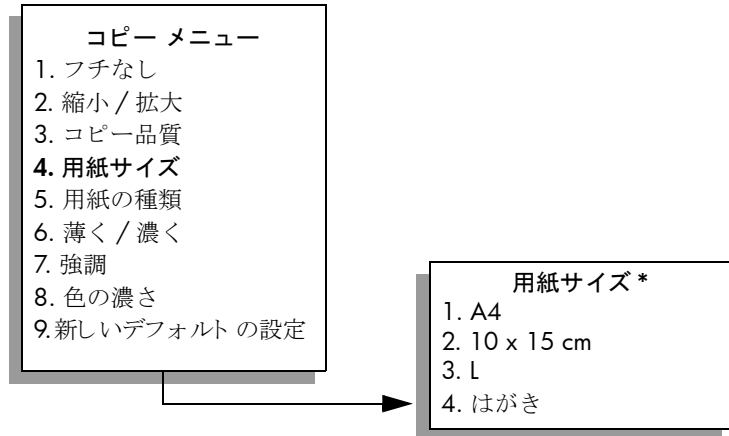 コピー メニュー
1. フチなし
2. 縮小 / 拡大
3. コピー品質
4. 用紙サイズ
5. 用紙の種類
6. 薄く / 濃く
7. 強調
8. 色の濃さ
9.新しいデフォルト の設定
用紙サイズ *
1. A4
2. 10 x 15 cm
3. L
4. はがき